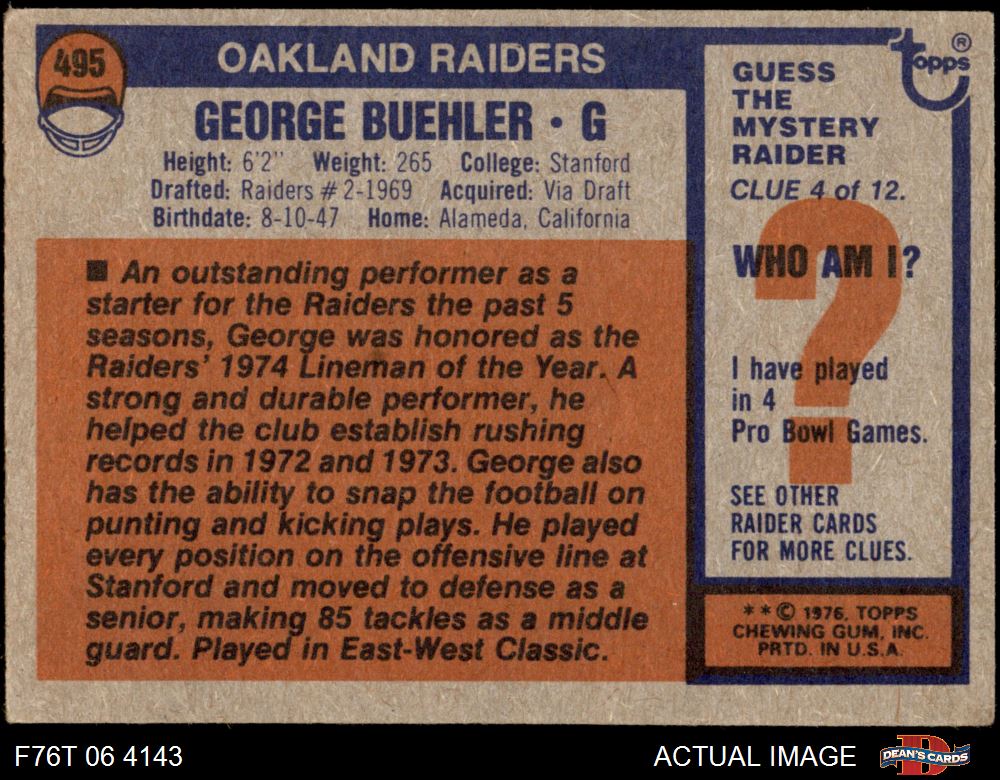 495
OAKLAND RAIDERS
GEORGE BUEHLER • G
Height: 6'2" Weight: 265 College: Stanford
Drafted: Raiders # 2-1969 Acquired: Via Draft
Birthdate: 8-10-47 Home: Alameda, California
■ An outstanding performer as a
starter for the Raiders the past 5
seasons, George was honored as the
Raiders' 1974 Lineman of the Year. A
strong and durable performer, he
helped the club establish rushing
records in 1972 and 1973. George also
has the ability to snap the football on
punting and kicking plays. He played
every position on the offensive line at
Stanford and moved to defense as a
senior, making 85 tackles as a middle
guard. Played in East-West Classic.
topps ®
GUESS
THE
MYSTERY
RAIDER
CLUE 4 of 12.
?
WHO AM I?
I have played
in 4
Pro Bowl Games.
SEE OTHER
RAIDER CARDS
FOR MORE CLUES.
* * © 1976, TOPPS
CHEWING GUM, INC.
PRTD. IN U.S.A.
F76T 06 4143
ACTUAL IMAGE
DEAN'S CARDS